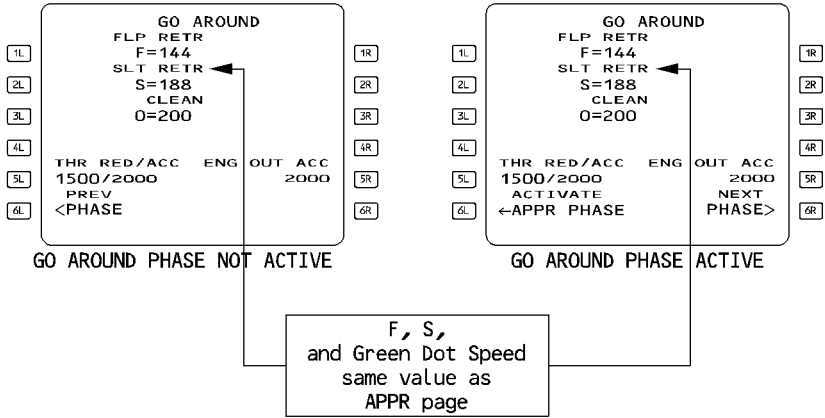 GO AROUND
FLP RETR
1L F=144 1R
SLT RETR
2L S=188 2R
CLEAN
3L O=200 3R
4L 4R
THR RED/ACC ENG OUT ACC
5L 1500/2000 2000 5R
PREV
6L <PHASE 6R
GO AROUND PHASE NOT ACTIVE
GO AROUND
FLP RETR
1L F=144 1R
SLT RETR
2L S=188 2R
CLEAN
3L O=200 3R
4L 4R
THR RED/ACC ENG OUT ACC
5L 1500/2000 2000 5R
ACTIVATE NEXT
6L ←APPR PHASE PHASE> 6R
GO AROUND PHASE ACTIVE
F, S,
and Green Dot Speed
same value as
APPR page